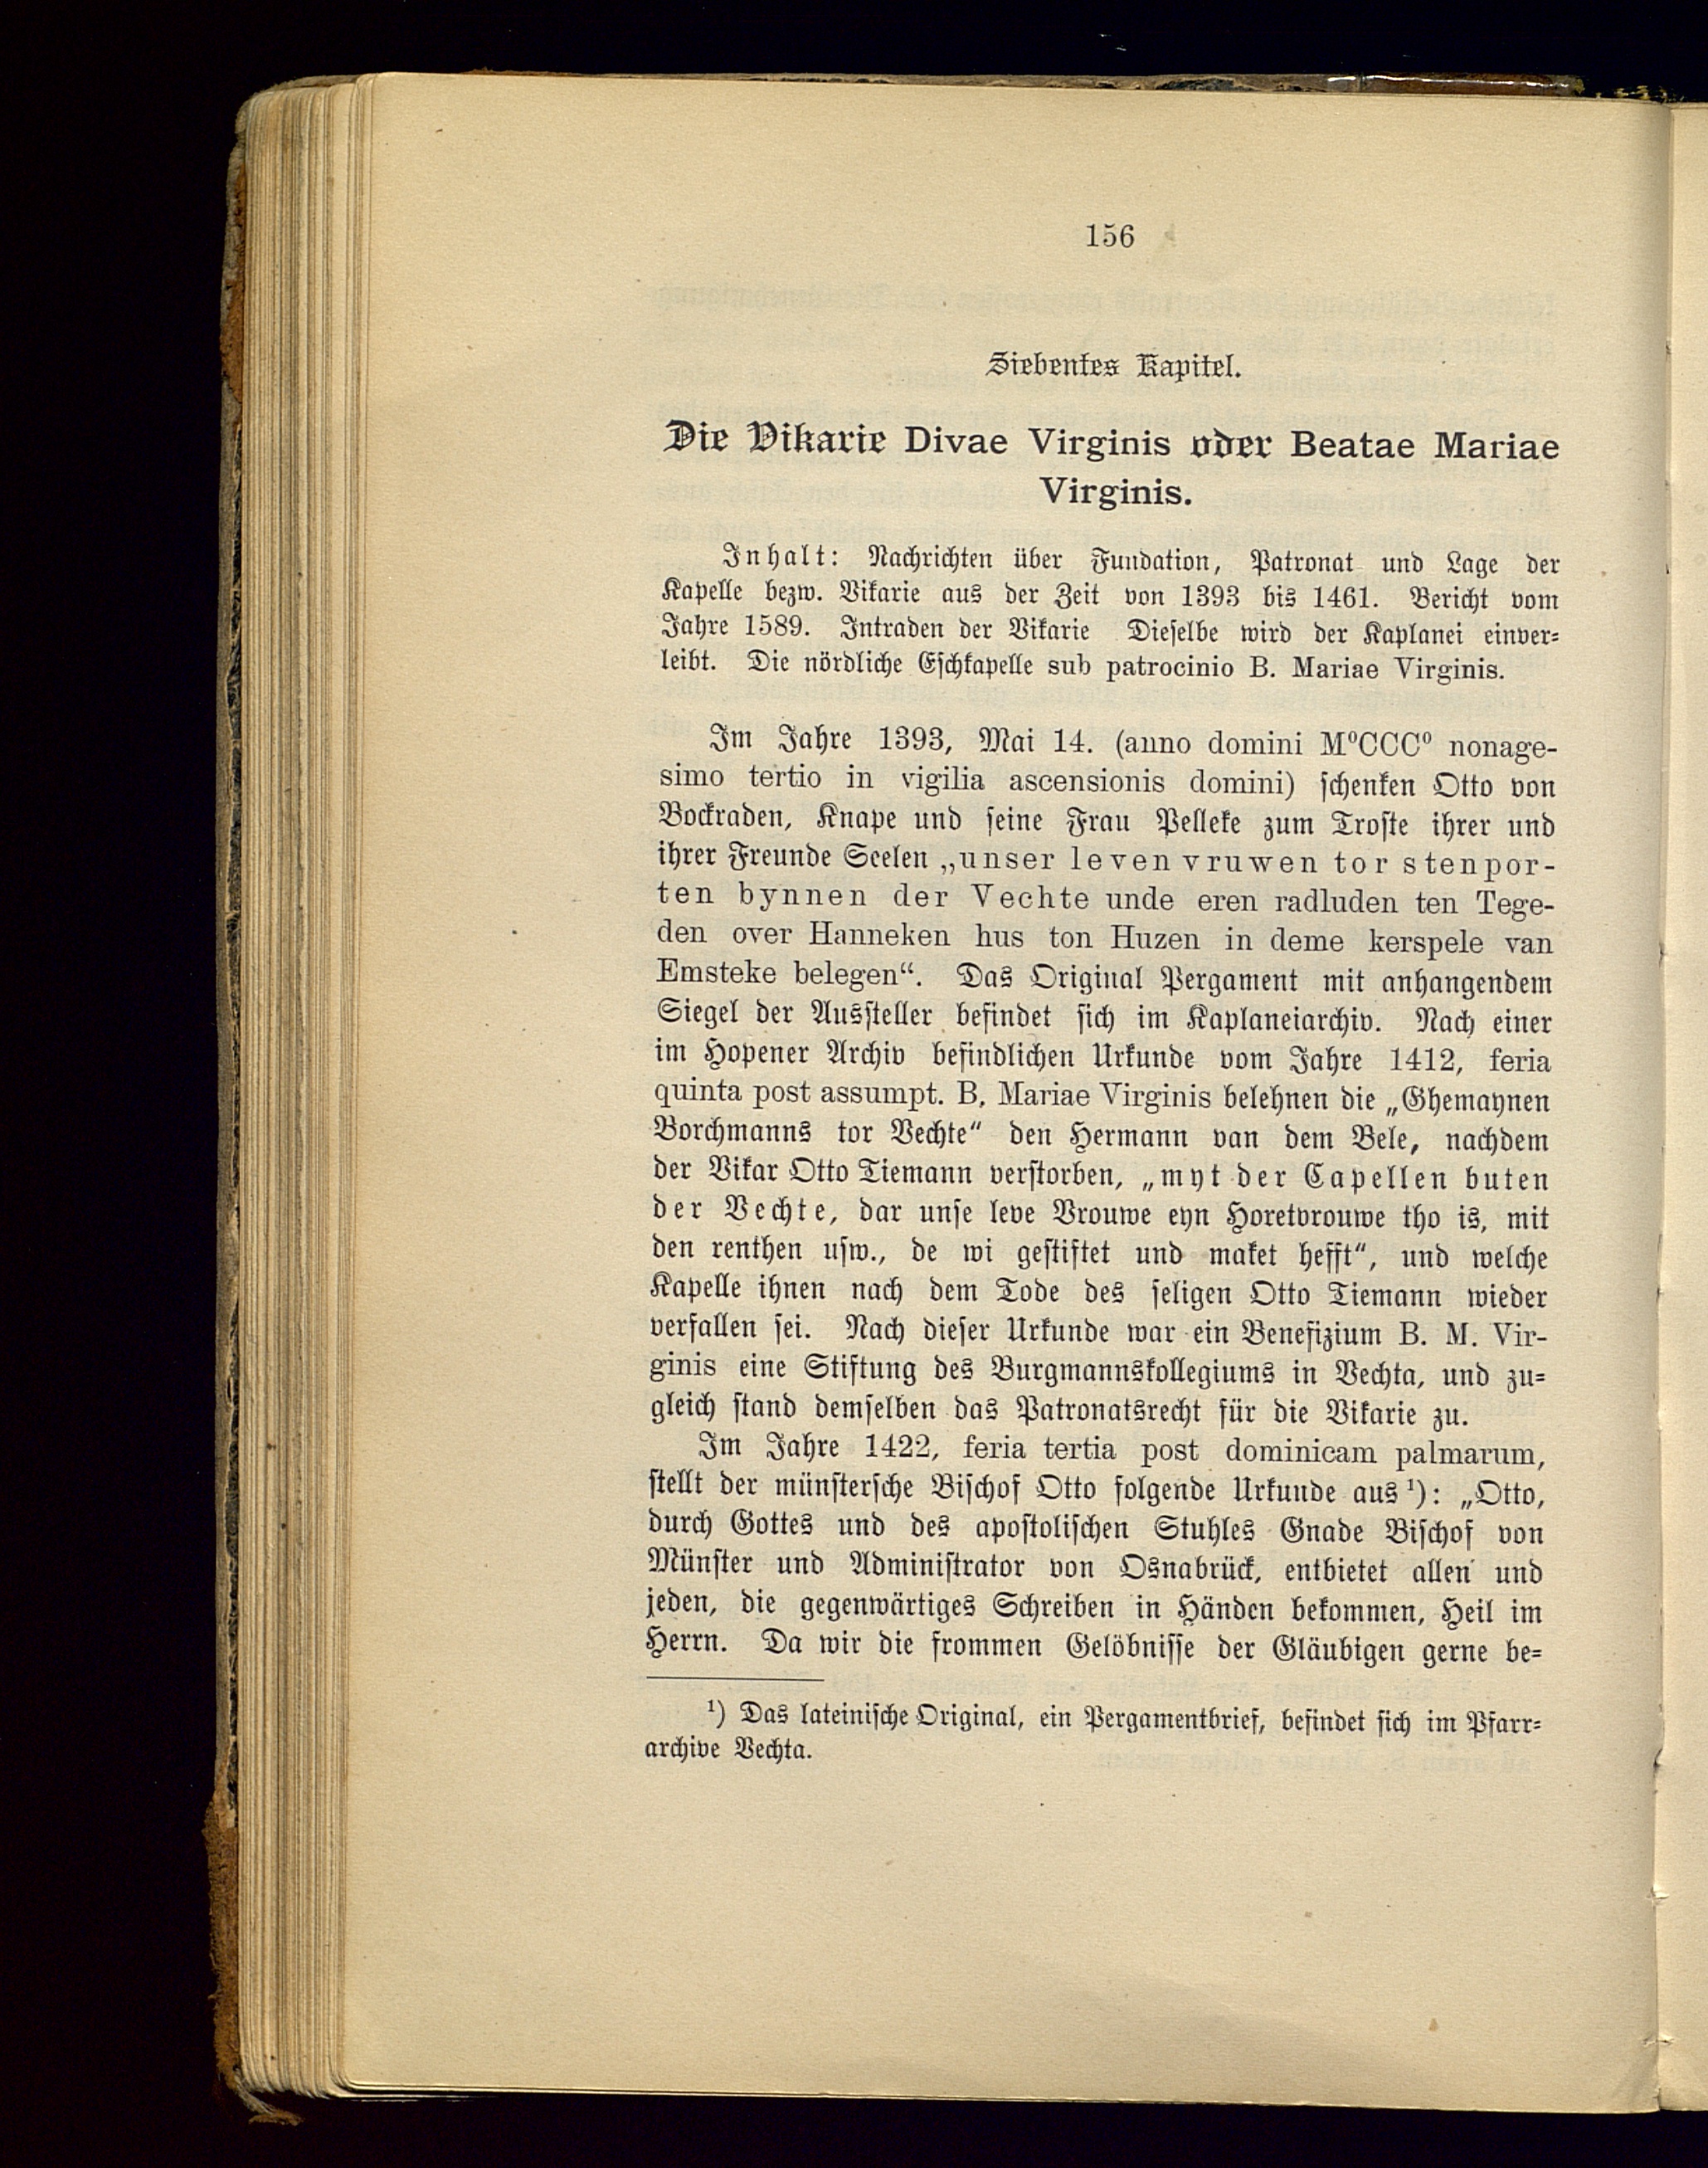 156
Siebentes Kapitel.
Die Vikarie Divae Virginis oder Beatae Mariae
Virginis.
Inhalt: Nachrichten über Fundation, Patronat und Lage der
Kapelle bezw. Vikarie aus der Zeit von 1393 bis 1461. Bericht vom
Jahre 1589. Intraden der Vikarie Dieselbe wird der Kaplanei einver-
leibt. Die nördliche Eschkapelle sub patrocinio B. Mariae Virginis.
Im Jahre 1393, Mai 14. (anno domini M⁰CCC⁰ nonage-
simo tertio in vigilia ascensionis domini) schenken Otto von
Bockraden, Knape und seine Frau Pelleke zum Troste ihrer und
ihrer Freunde Seelen „unser leven vruwen tor stenpor-
ten bynnen der Vechte unde eren radluden ten Tege-
den over Hanneken hus ton Huzen in deme kerspele van
Emsteke belegen“. Das Original Pergament mit anhangendem
Siegel der Aussteller befindet sich im Kaplaneiarchiv. Nach einer
im Hopener Archiv befindlichen Urkunde vom Jahre 1412, feria
quinta post assumpt. B. Mariae Virginis belehnen die „Ghemaynen
Borchmanns tor Vechte“ den Hermann van dem Bele, nachdem
der Vikar Otto Tiemann verstorben, „myt der Capellen buten
der Vechte, dar unse leve Vrouwe eyn Horetvrouwe tho is, mit
den renthen usw., de wi gestiftet und maket hefft“, und welche
Kapelle ihnen nach dem Tode des seligen Otto Tiemann wieder
verfallen sei. Nach dieser Urkunde war ein Benefizium B. M. Vir-
ginis eine Stiftung des Burgmannskollegiums in Vechta, und zu-
gleich stand demselben das Patronatsrecht für die Vikarie zu.
Im Jahre 1422, feria tertia post dominicam palmarum,
stellt der münstersche Bischof Otto folgende Urkunde aus ¹): „Otto,
durch Gottes und des apostolischen Stuhles Gnade Bischof von
Münster und Administrator von Osnabrück, entbietet allen und
jeden, die gegenwärtiges Schreiben in Händen bekommen, Heil im
Herrn. Da wir die frommen Gelöbnisse der Gläubigen gerne be-
¹) Das lateinische Original, ein Pergamentbrief, befindet sich im Pfarr-
archive Vechta.